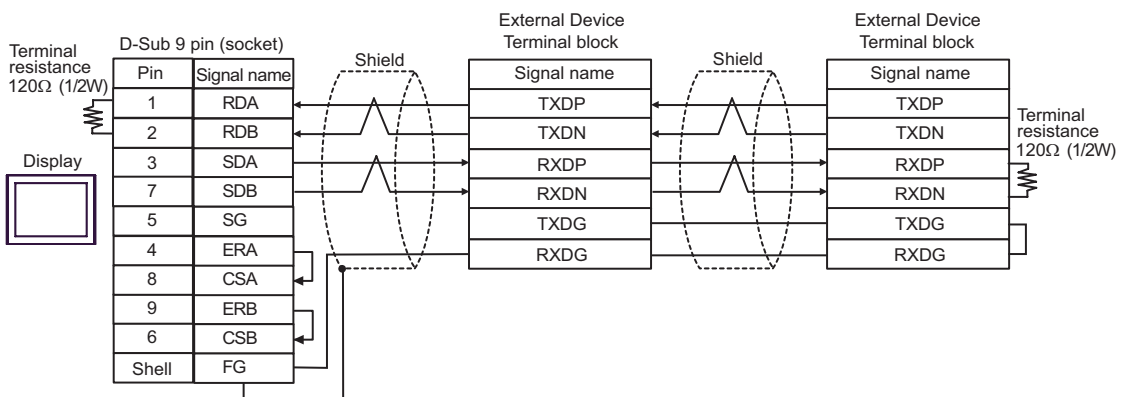 External Device
Terminal block
External Device
Terminal block
Terminal
resistance
120Ω (1/2W)
D-Sub 9 pin (socket)
Shield
Shield
Pin Signal name
Signal name
Signal name
1 RDA
TXDP
TXDP
2 RDB
TXDN
TXDN
Terminal
resistance
120Ω (1/2W)
Display
3 SDA
RXDP
RXDP
7 SDB
RXDN
RXDN
5 SG
TXDG
TXDG
4 ERA
RXDG
RXDG
8 CSA
9 ERB
6 CSB
Shell FG